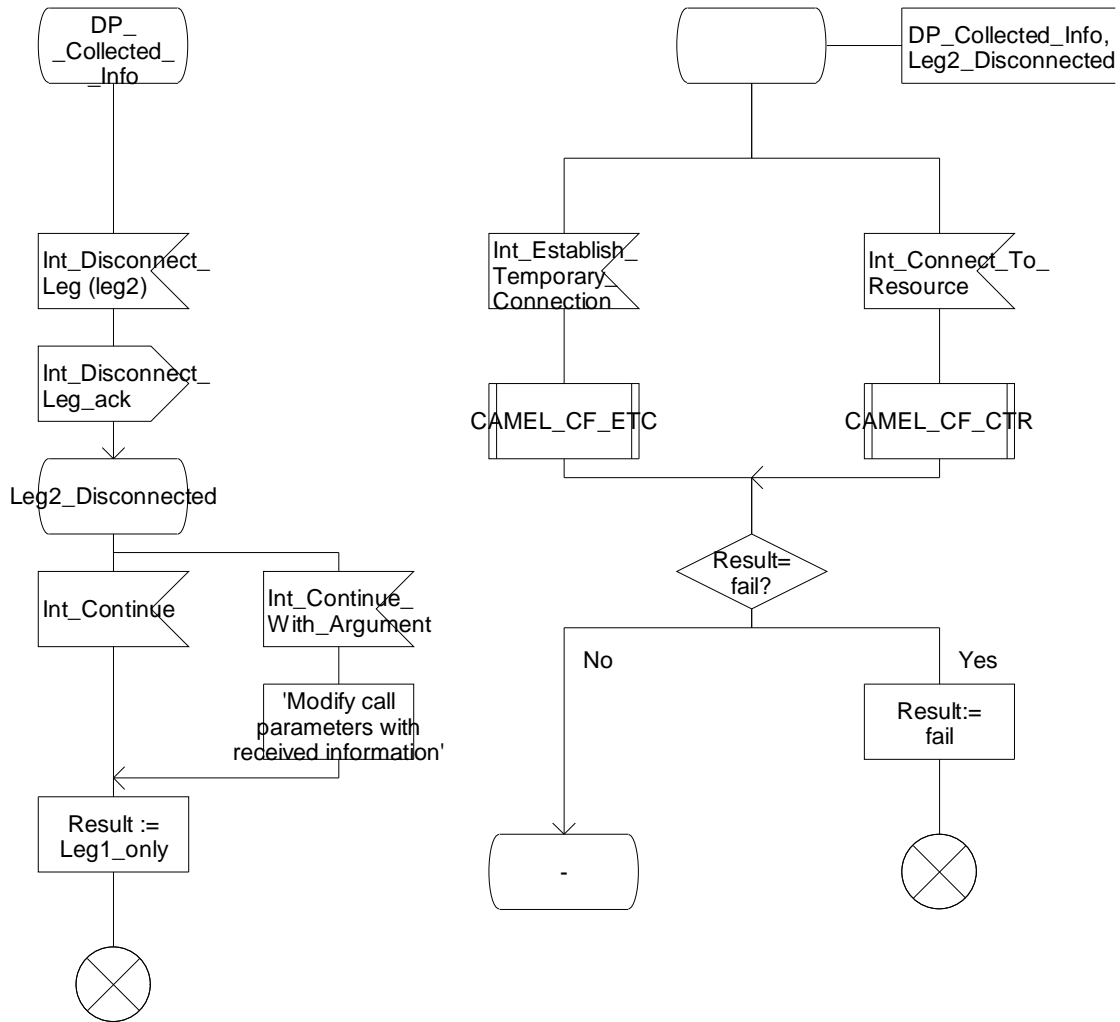 DP_
_Collected_
_Info
Int_Disconnect_
Leg (leg2)
Int_Disconnect_
Leg_ack
Leg2_Disconnected
Int_Continue
Int_Continue_
With_Argument
'Modify call
parameters with
received information'
Result :=
Leg1_only
DP_Collected_Info,
Leg2_Disconnected
Int_Establish_
Temporary_
Connection
Int_Connect_To_
Resource
CAMEL_CF_ETC
CAMEL_CF_CTR
Result=
fail?
No
Yes
Result:=
fail
-